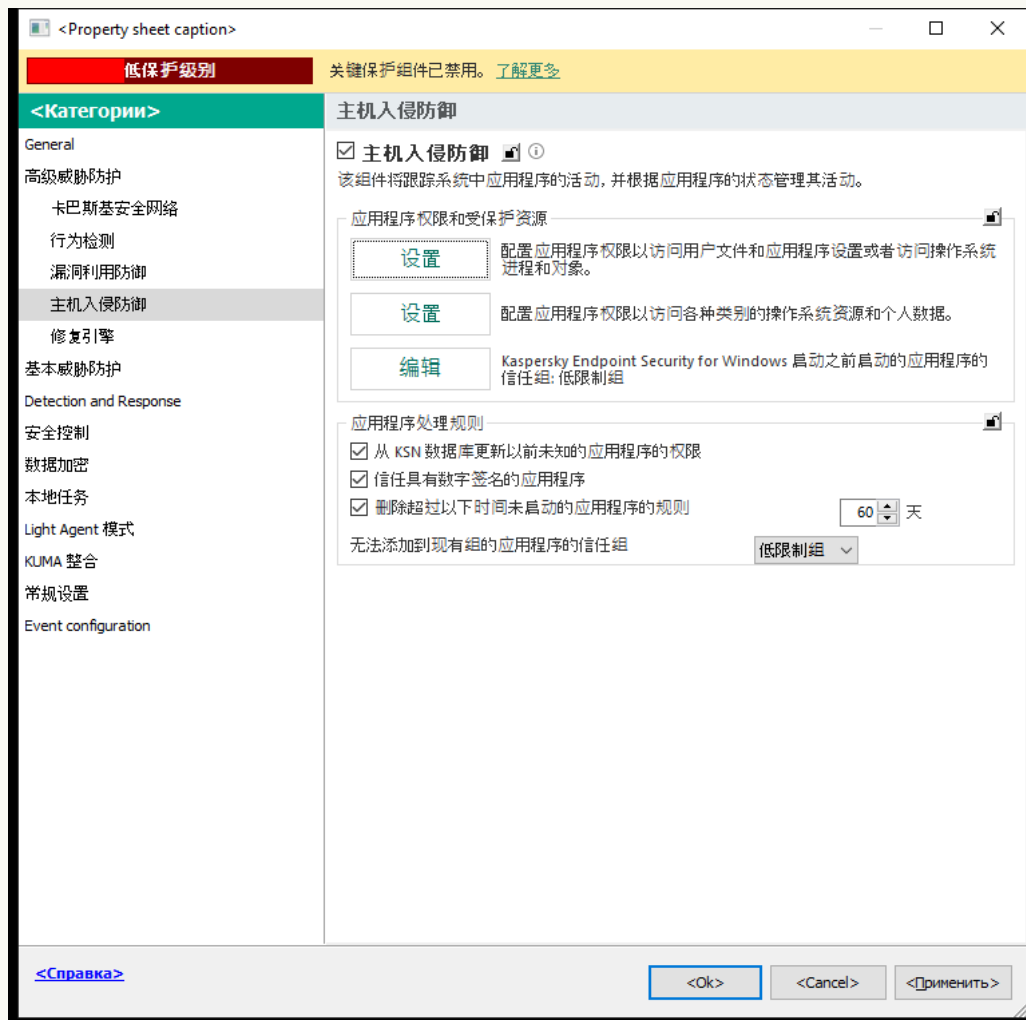 <Property sheet caption>
低保护级别
关键保护组件已禁用。 了解更多
<Категории>
General
高级威胁防护
卡巴斯基安全网络
行为检测
漏洞利用防御
主机入侵防御
修复引擎
基本威胁防护
Detection and Response
安全控制
数据加密
本地任务
Light Agent 模式
KUMA 整合
常规设置
Event configuration
主机入侵防御
主机入侵防御
该组件将跟踪系统中应用程序的活动, 并根据应用程序的状态管理其活动。
应用程序权限和受保护资源
设置
配置应用程序权限以访问用户文件和应用程序设置或者访问操作系统
进程和对象。
设置
配置应用程序权限以访问各种类别的操作系统资源和个人数据。
编辑
Kaspersky Endpoint Security for Windows 启动之前启动的应用程序的
信任组: 低限制组
应用程序处理规则
从 KSN 数据库更新以前未知的应用程序的权限
信任具有数字签名的应用程序
删除超过以下时间未启动的应用程序的规则 60 天
无法添加到现有组的应用程序的信任组 低限制组
<Справка>
<Ok> <Cancel> <Применить>